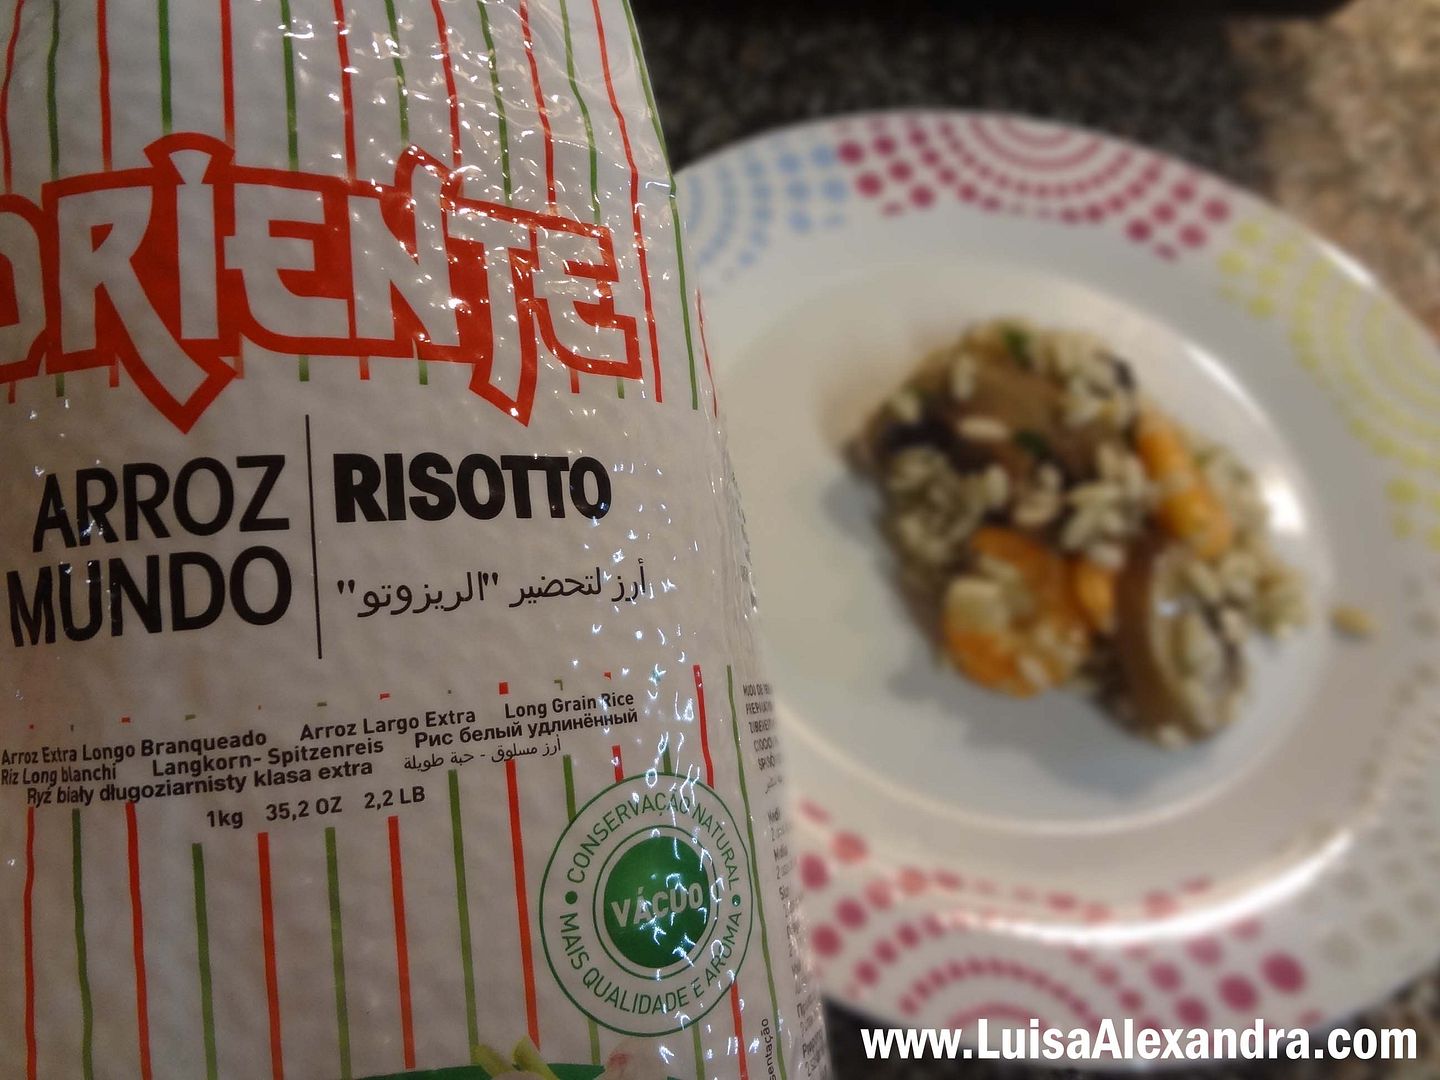 ORIENTE
ARROZ MUNDO
RISOTTO
أرز لتحضير "الريزوتو"
Arroz Extra Longo Branqueado Arroz Largo Extra Long Grain Rice
Riz Long blanchi Langkorn- Spitzenreis Рис белый удлинённый
Ryż biały długoziarnisty klasa extra أرز مسلوق - حبة طويلة
1kg 35,2 OZ 2,2 LB
CONSERVAÇÃO NATURAL
VÁCUO
MAIS QUALIDADE E AROMA
www.LuisaAlexandra.com